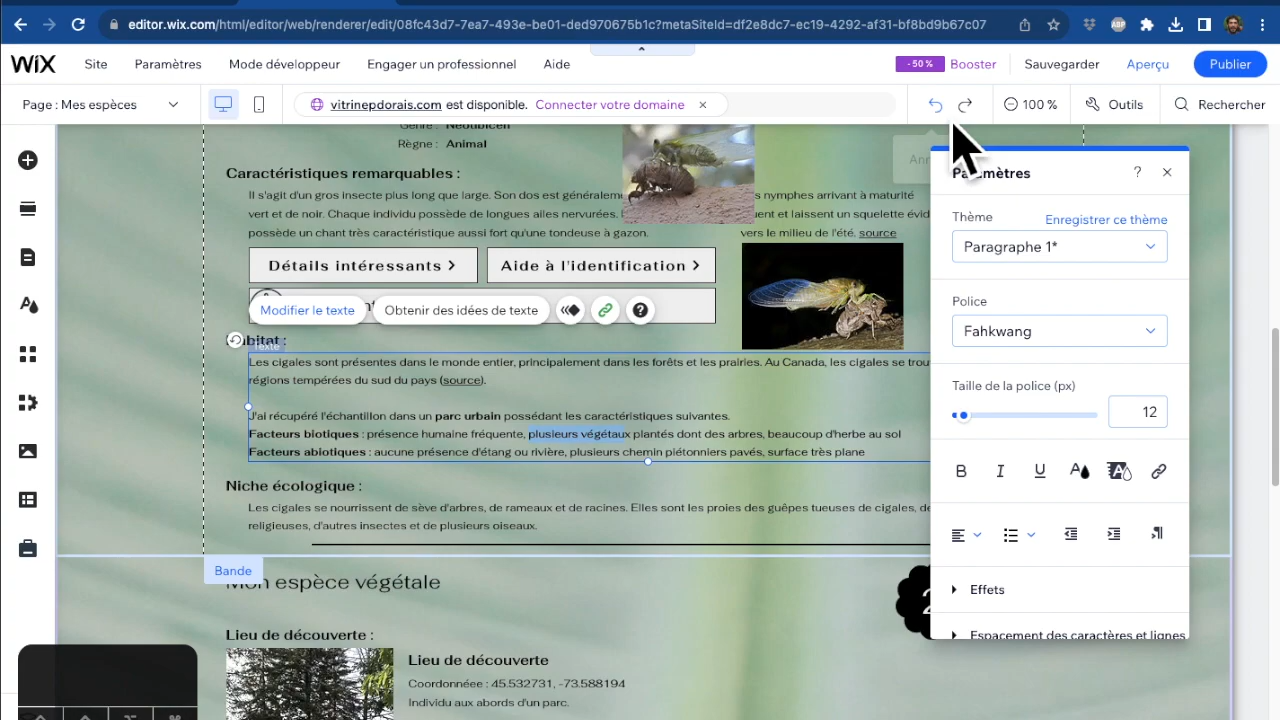 editor.wix.com/html/editor/web/renderer/edit/08fc43d7-7ea7-493e-be01-ded970675b1c?metaSiteId=df2e8dc7-ec19-4292-af31-bf8bd9b67c07
ABP
WiX Site Paramètres Mode développeur Engager un professionnel Aide -50 % Booster Sauvegarder Aperçu Publier
Page : Mes espèces vitrinepdorais.com est disponible. Connecter votre domaine × 100 % Outils Rechercher
Genre : Neotibicen
Règne : Animal
Caractéristiques remarquables :
Il s'agit d'un gros insecte plus long que large. Son dos est généralem
s nymphes arrivant à maturité
vert et de noir. Chaque individu possède de longues ailes nervurées.
uent et laissent un squelette évid
possède un chant très caractéristique aussi fort qu'une tondeuse à gazon.
vers le milieu de l'été. source
Détails intéressants >
Aide à l'identification >
Modifier le texte
Obtenir des idées de texte
Habitat :
Texte
Les cigales sont présentes dans le monde entier, principalement dans les forêts et les prairies. Au Canada, les cigales se trou
régions tempérées du sud du pays (source).
J'ai récupéré l'échantillon dans un parc urbain possédant les caractéristiques suivantes.
Facteurs biotiques : présence humaine fréquente, plusieurs végétaux plantés dont des arbres, beaucoup d'herbe au sol
Facteurs abiotiques : aucune présence d'étang ou rivière, plusieurs chemin piétonniers pavés, surface très plane
Niche écologique :
Les cigales se nourrissent de sève d'arbres, de rameaux et de racines. Elles sont les proies des guêpes tueuses de cigales, de
religieuses, d'autres insectes et de plusieurs oiseaux.
Bande
Mon espèce végétale
2
Lieu de découverte :
Lieu de découverte
Coordonnée : 45.532731, -73.588194
Individu aux abords d'un parc.
Ann
Paramètres ? ×
Thème Enregistrer ce thème
Paragraphe 1*
Police
Fahkwang
Taille de la police (px)
12
B I U A A
Effets
Espacement des caractères et lignes